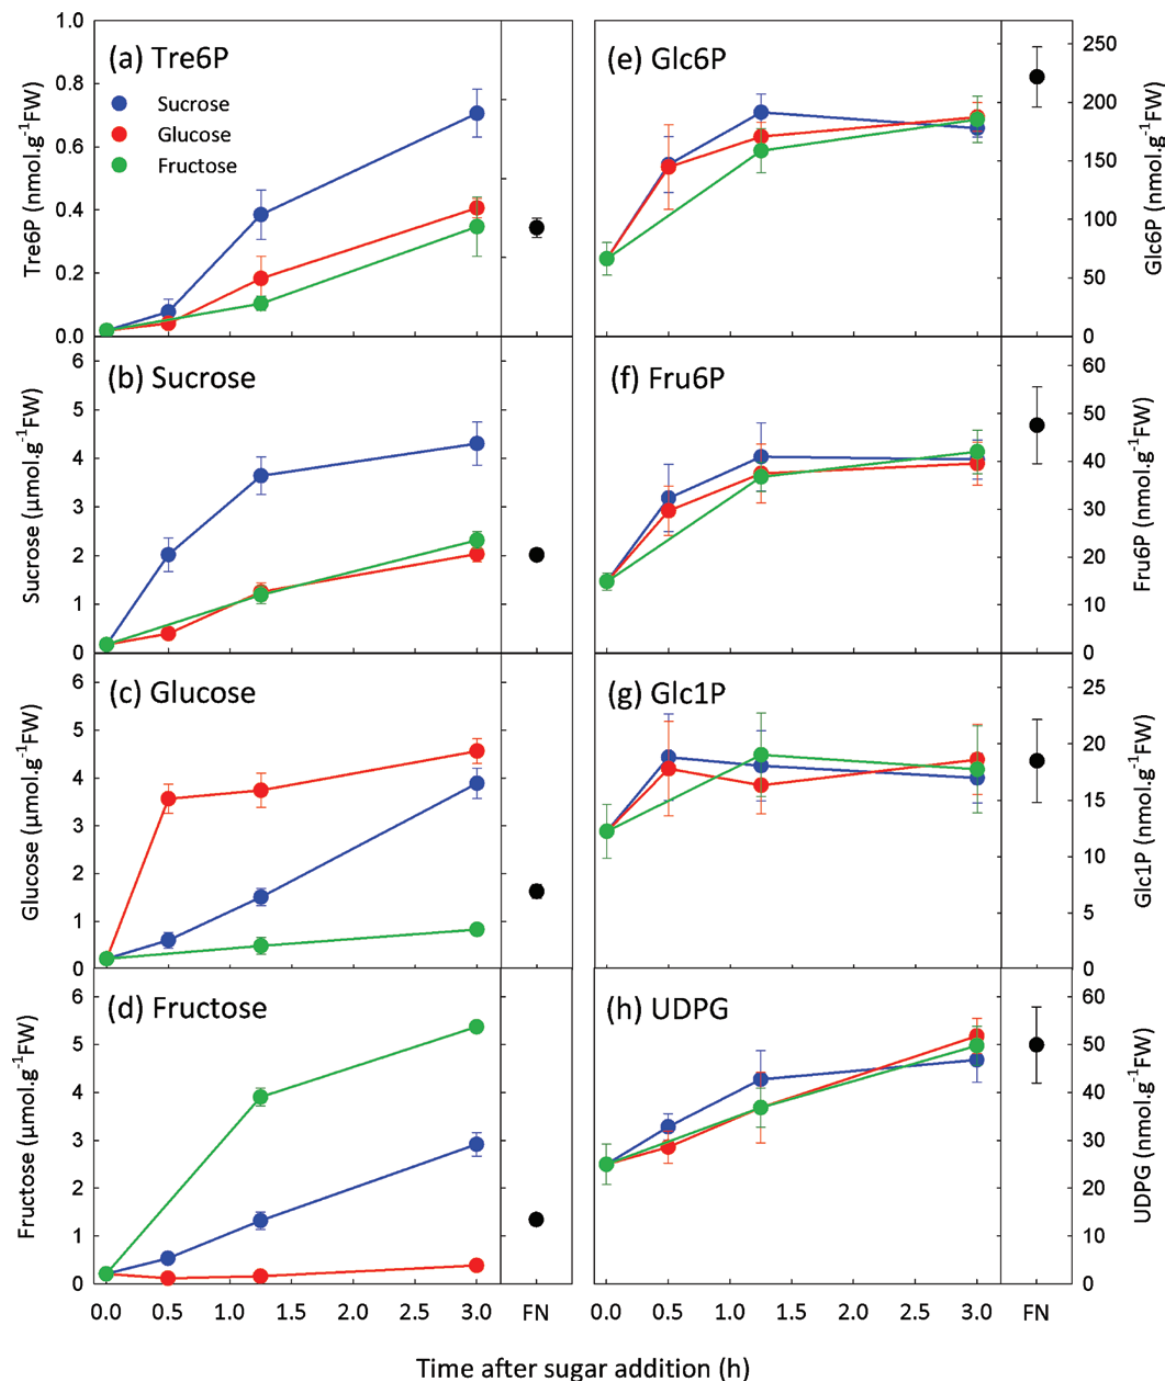 (a) Tre6P
Sucrose
Glucose
Fructose
Tre6P (nmol.g⁻¹FW)
1.0
0.8
0.6
0.4
0.2
0.0
(e) Glc6P
Glc6P (nmol.g⁻¹FW)
250
200
150
100
50
0
(b) Sucrose
Sucrose (µmol.g⁻¹FW)
6
5
4
3
2
1
0
(f) Fru6P
Fru6P (nmol.g⁻¹FW)
60
50
40
30
20
10
0
(c) Glucose
Glucose (µmol.g⁻¹FW)
6
5
4
3
2
1
0
(g) Glc1P
Glc1P (nmol.g⁻¹FW)
25
20
15
10
5
0
(d) Fructose
Fructose (µmol.g⁻¹FW)
6
5
4
3
2
1
0
(h) UDPG
UDPG (nmol.g⁻¹FW)
60
50
40
30
20
10
0
0.0 0.5 1.0 1.5 2.0 3.0 FN 0.0 0.5 1.0 1.5 2.0 3.0 FN
Time after sugar addition (h)